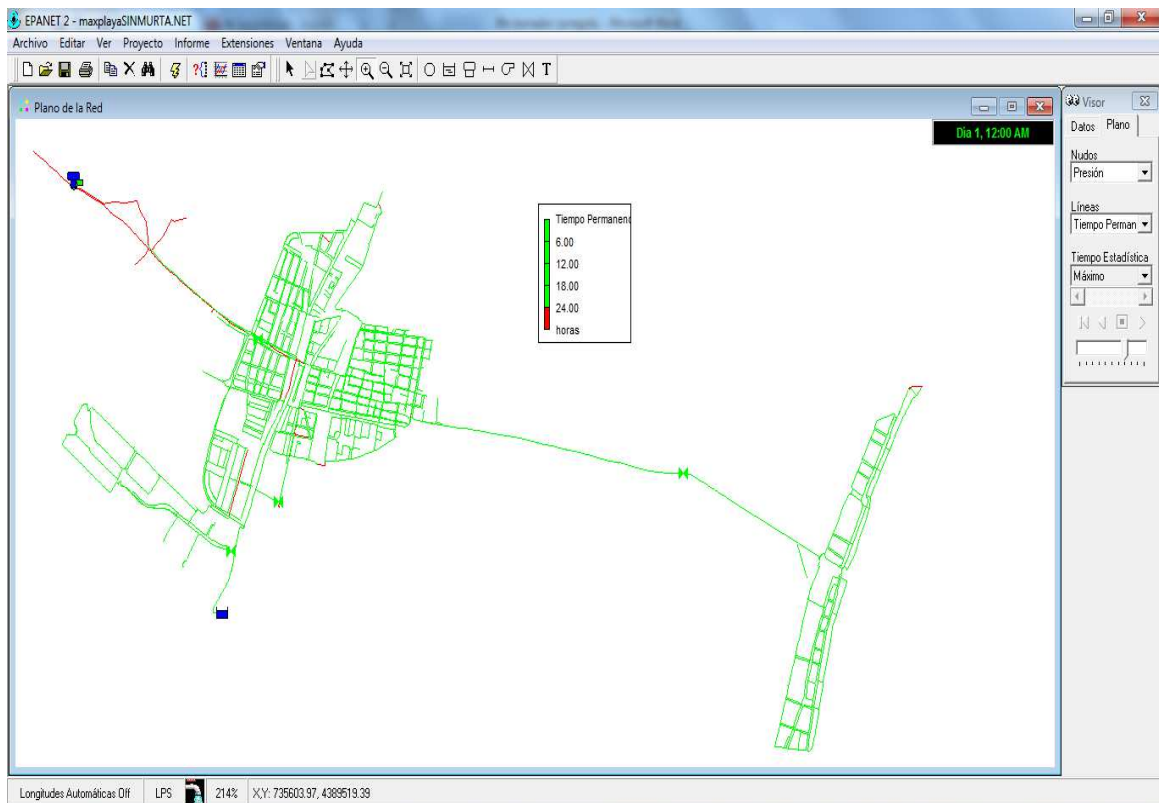 EPANET 2 - maxplayaSINMURTA.NET
Archivo Editar Ver Proyecto Informe Extensiones Ventana Ayuda
T
Plano de la Red
Dia 1, 12:00 AM
Tiempo Permanenc
6.00
12.00
18.00
24.00
horas
Visor
Datos Plano
Nudos
Presión
Líneas
Tiempo Perman
Tiempo Estadística
Máximo
Longitudes Automáticas Off LPS 214% X,Y: 735603.97, 4389519.39